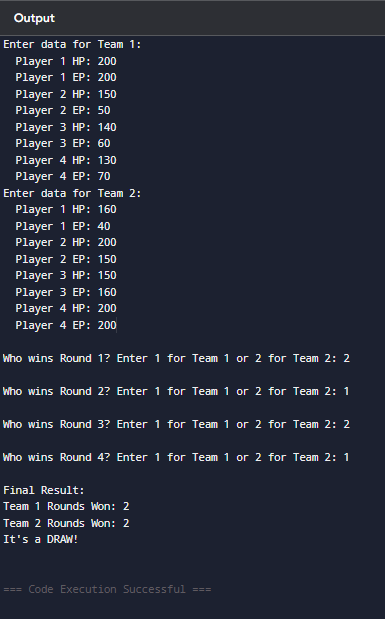 Output
Enter data for Team 1:
Player 1 HP: 200
Player 1 EP: 200
Player 2 HP: 150
Player 2 EP: 50
Player 3 HP: 140
Player 3 EP: 60
Player 4 HP: 130
Player 4 EP: 70
Enter data for Team 2:
Player 1 HP: 160
Player 1 EP: 40
Player 2 HP: 200
Player 2 EP: 150
Player 3 HP: 150
Player 3 EP: 160
Player 4 HP: 200
Player 4 EP: 200
Who wins Round 1? Enter 1 for Team 1 or 2 for Team 2: 2
Who wins Round 2? Enter 1 for Team 1 or 2 for Team 2: 1
Who wins Round 3? Enter 1 for Team 1 or 2 for Team 2: 2
Who wins Round 4? Enter 1 for Team 1 or 2 for Team 2: 1
Final Result:
Team 1 Rounds Won: 2
Team 2 Rounds Won: 2
It's a DRAW!
=== Code Execution Successful ===